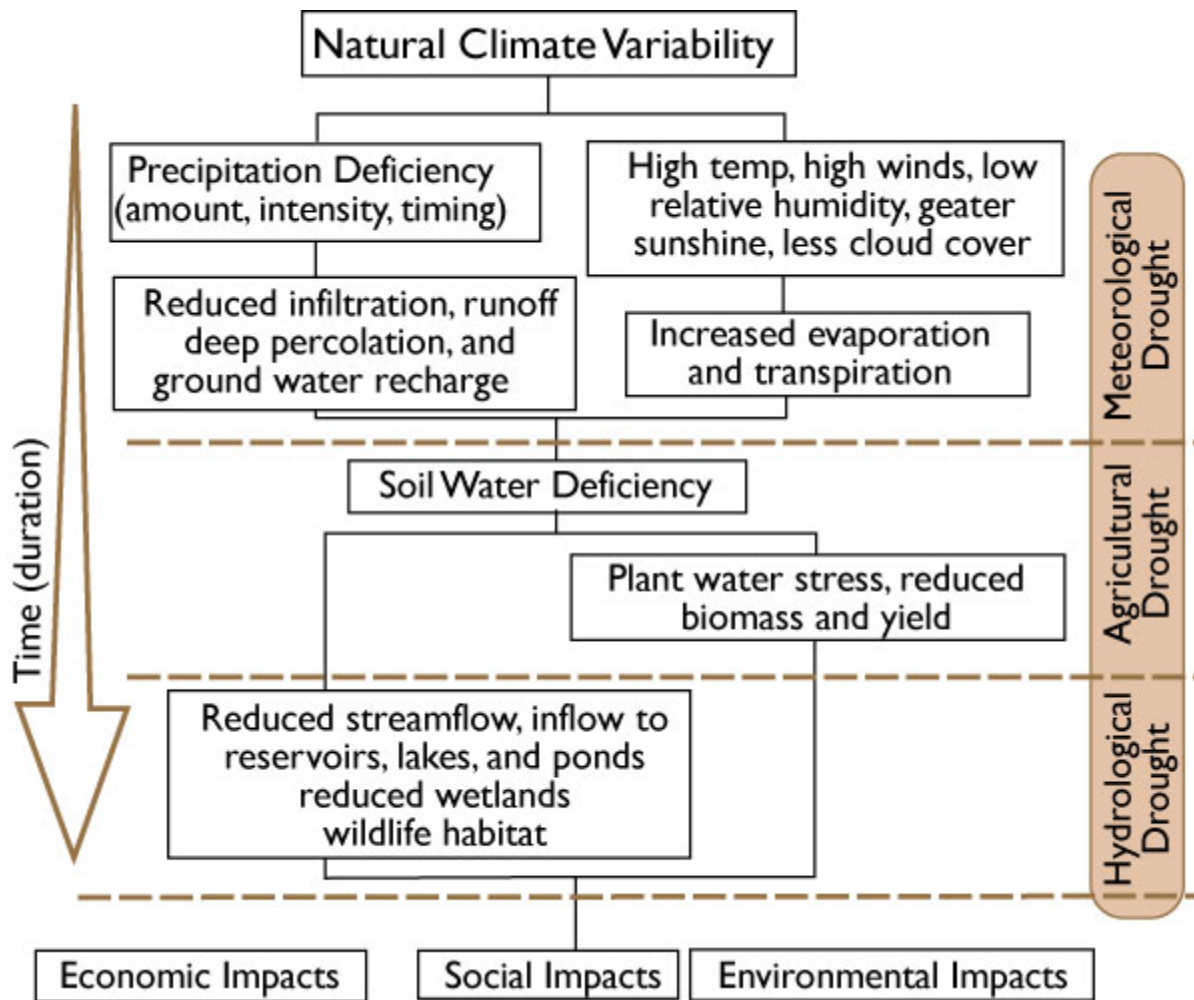 Natural Climate Variability
Precipitation Deficiency
(amount, intensity, timing)
High temp, high winds, low
relative humidity, geater
sunshine, less cloud cover
Reduced infiltration, runoff
deep percolation, and
ground water recharge
Increased evaporation
and transpiration
Meteorological
Drought
Soil Water Deficiency
Plant water stress, reduced
biomass and yield
Agricultural
Drought
Time (duration)
Reduced streamflow, inflow to
reservoirs, lakes, and ponds
reduced wetlands
wildlife habitat
Hydrological
Drought
Economic Impacts
Social Impacts
Environmental Impacts